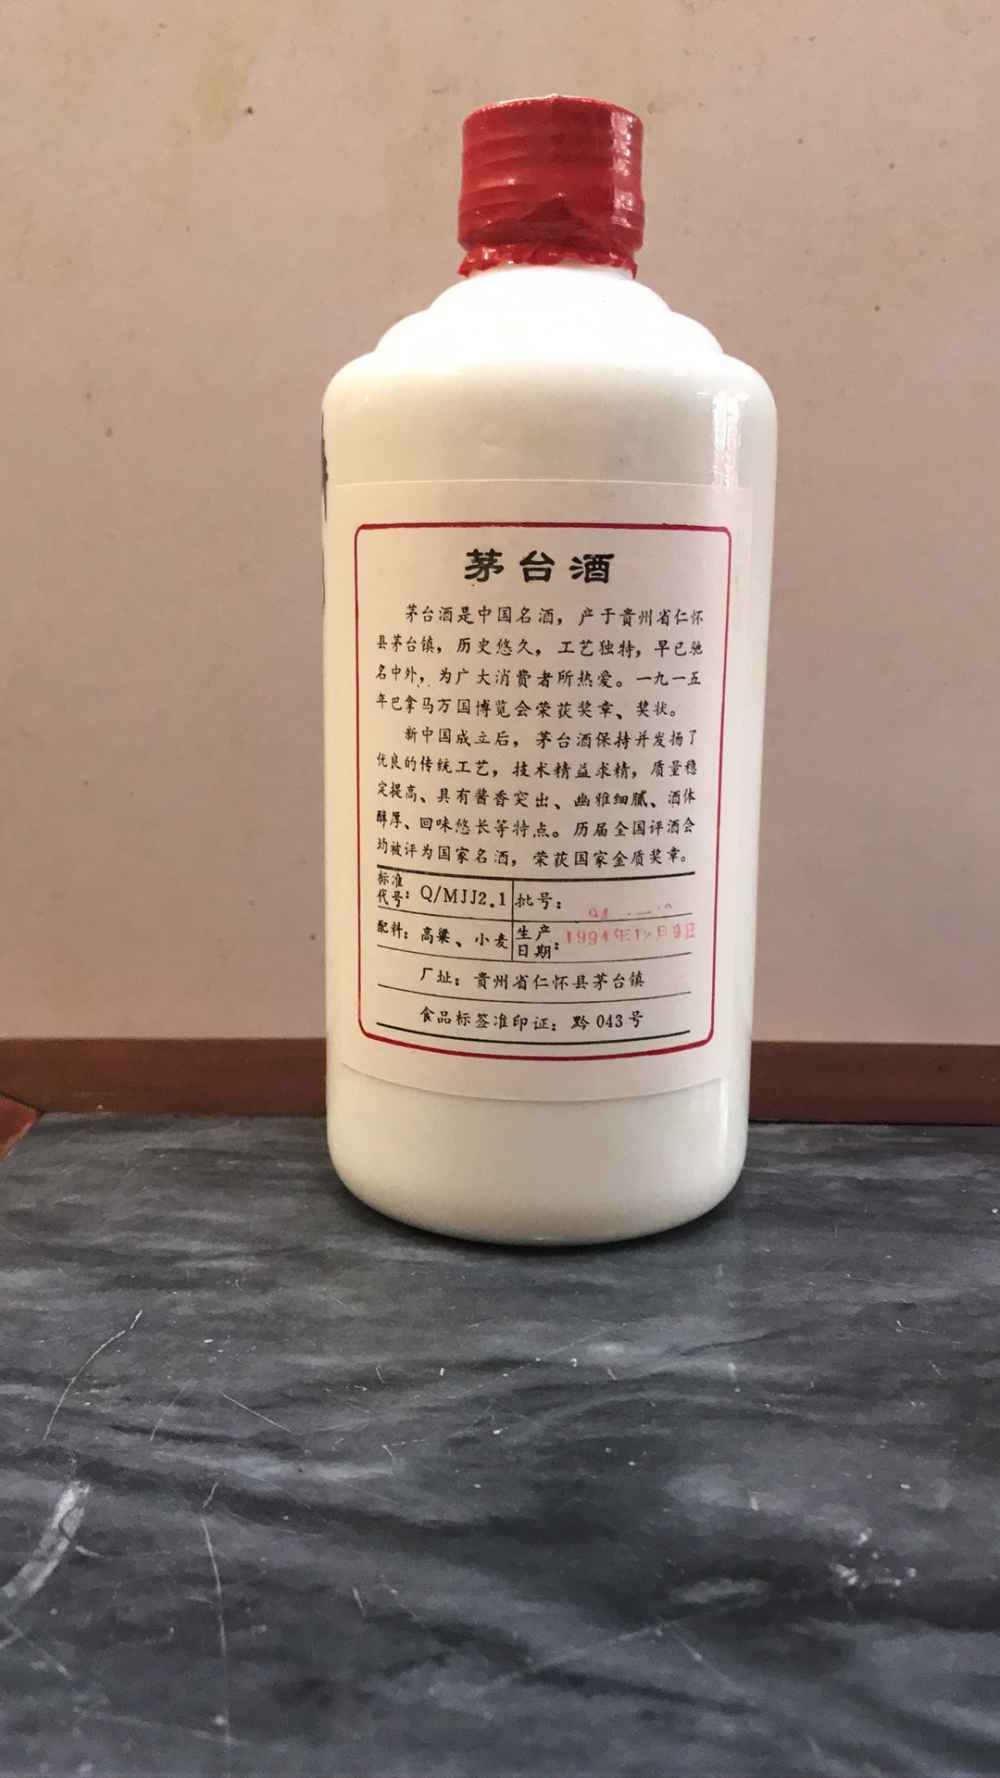 茅台酒
茅台酒是中国名酒，产于贵州省仁怀
县茅台镇，历史悠久，工艺独特，早已驰
名中外，为广大消费者所热爱。一九一五
年巴拿马万国博览会荣获奖章、奖状。
新中国成立后，茅台酒保持并发扬了
优良的传统工艺，技术精益求精，质量稳
定提高、具有酱香突出、幽雅细腻、酒体
醇厚、回味悠长等特点。历届全国评酒会
均被评为国家名酒，荣获国家金质奖章。
标准代号：Q/MJJ2.1 批号：
配料：高粱、小麦 生产日期：1994年 月9日
厂址：贵州省仁怀县茅台镇
食品标签准印证：黔043号